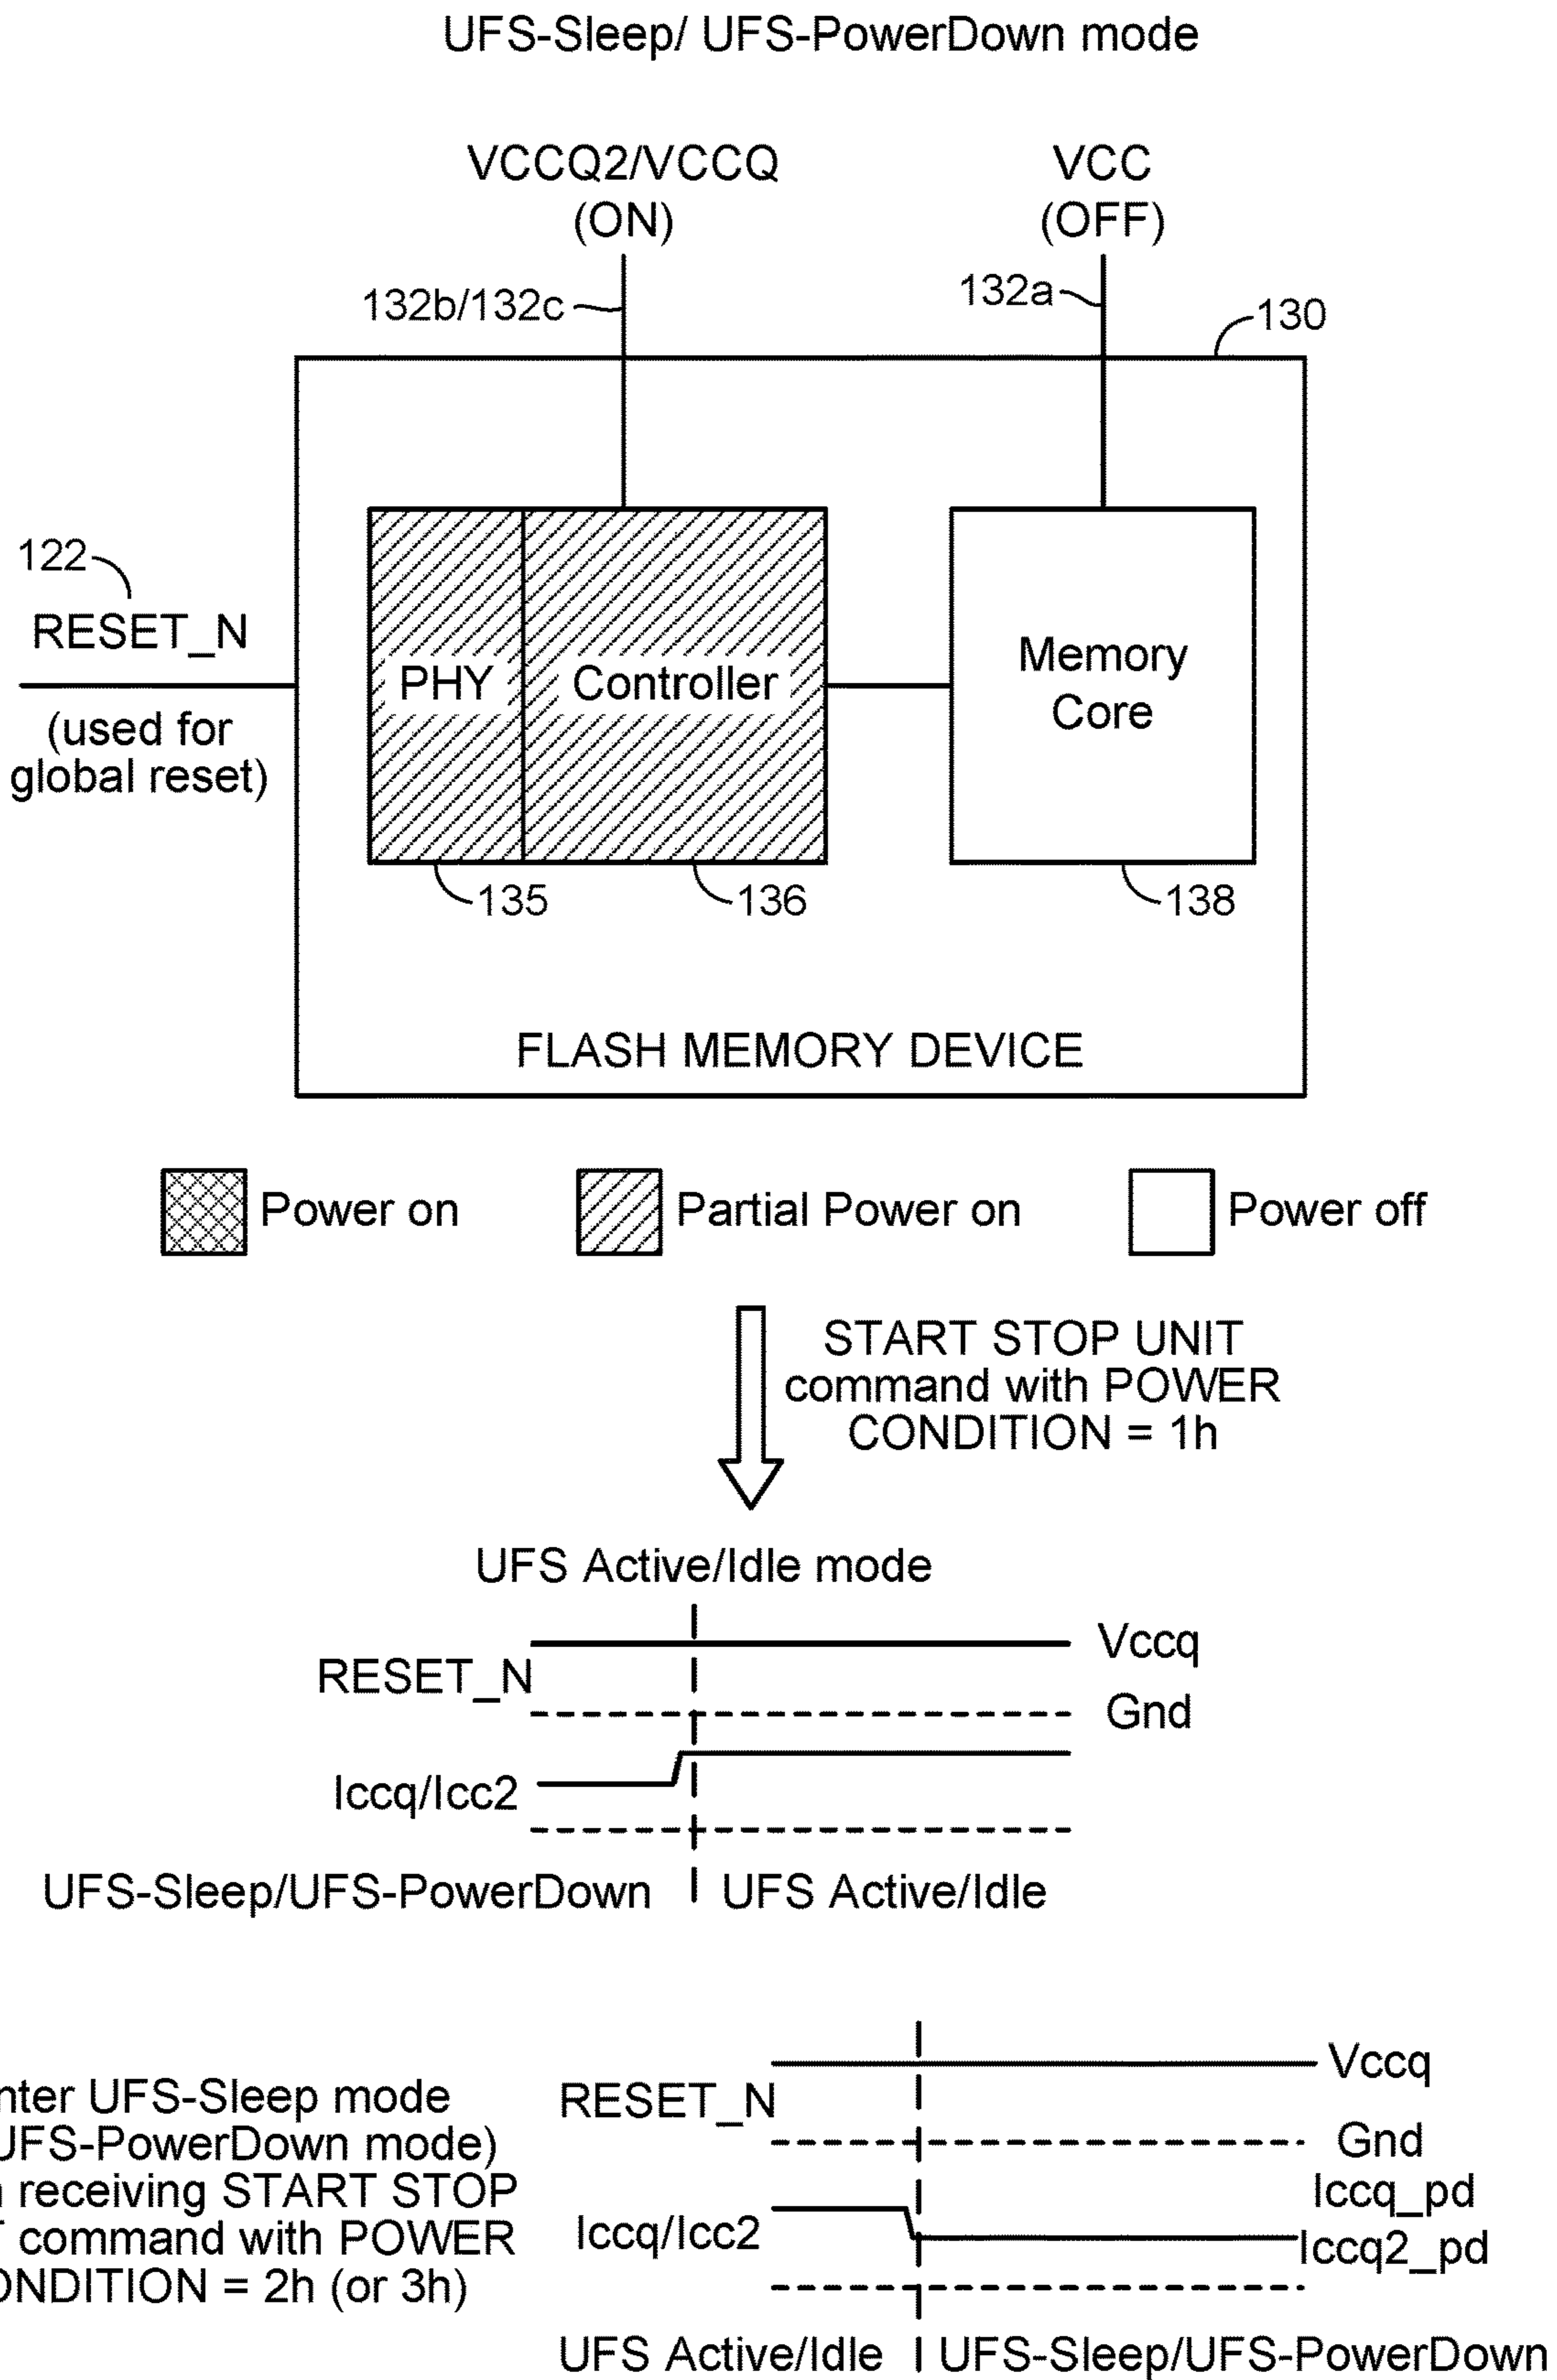 UFS-Sleep/ UFS-PowerDown mode
VCCQ2/VCCQ
(ON)
VCC
(OFF)
132b/132c
132a
130
122
RESET_N
(used for
global reset)
PHY
Controller
Memory
Core
135
136
138
FLASH MEMORY DEVICE
Power on
Partial Power on
Power off
START STOP UNIT
command with POWER
CONDITION = 1h
UFS Active/Idle mode
Vccq
RESET_N
Gnd
Iccq/Icc2
UFS-Sleep/UFS-PowerDown
UFS Active/Idle
nter UFS-Sleep mode
UFS-PowerDown mode)
receiving START STOP
command with POWER
ONDITION = 2h (or 3h)
Vccq
RESET_N
Gnd
Iccq_pd
Iccq/Icc2
Iccq2_pd
UFS Active/Idle
UFS-Sleep/UFS-PowerDown